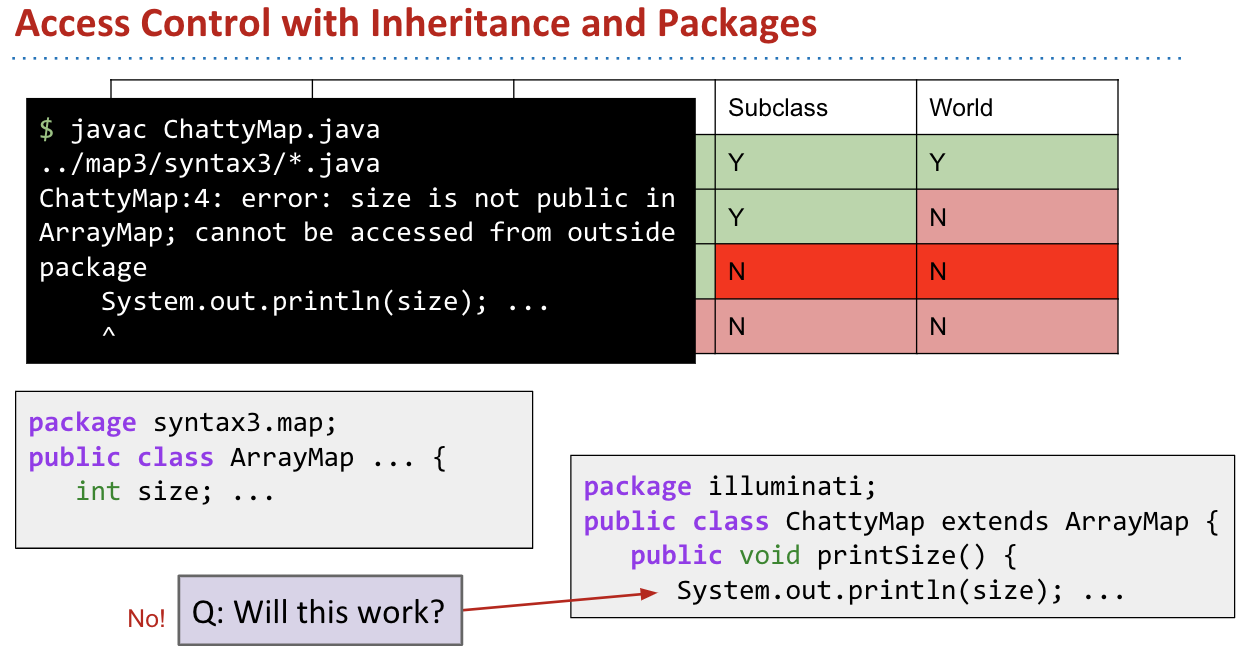 Access Control with Inheritance and Packages
Subclass World
Y Y
Y N
N N
N N
$ javac ChattyMap.java
../map3/syntax3/*.java
ChattyMap:4: error: size is not public in
ArrayMap; cannot be accessed from outside
package
System.out.println(size); ...
^
package syntax3.map;
public class ArrayMap ... {
int size; ...
package illuminati;
public class ChattyMap extends ArrayMap {
public void printSize() {
System.out.println(size); ...
No!
Q: Will this work?